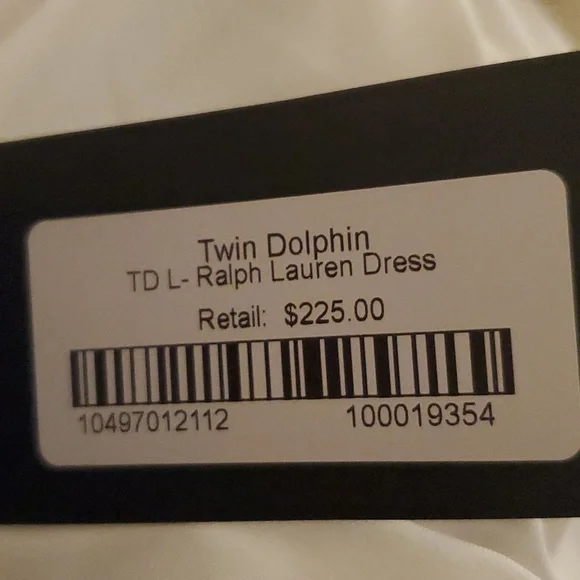 Twin Dolphin
TD L- Ralph Lauren Dress
Retail: $225.00
10497012112 100019354